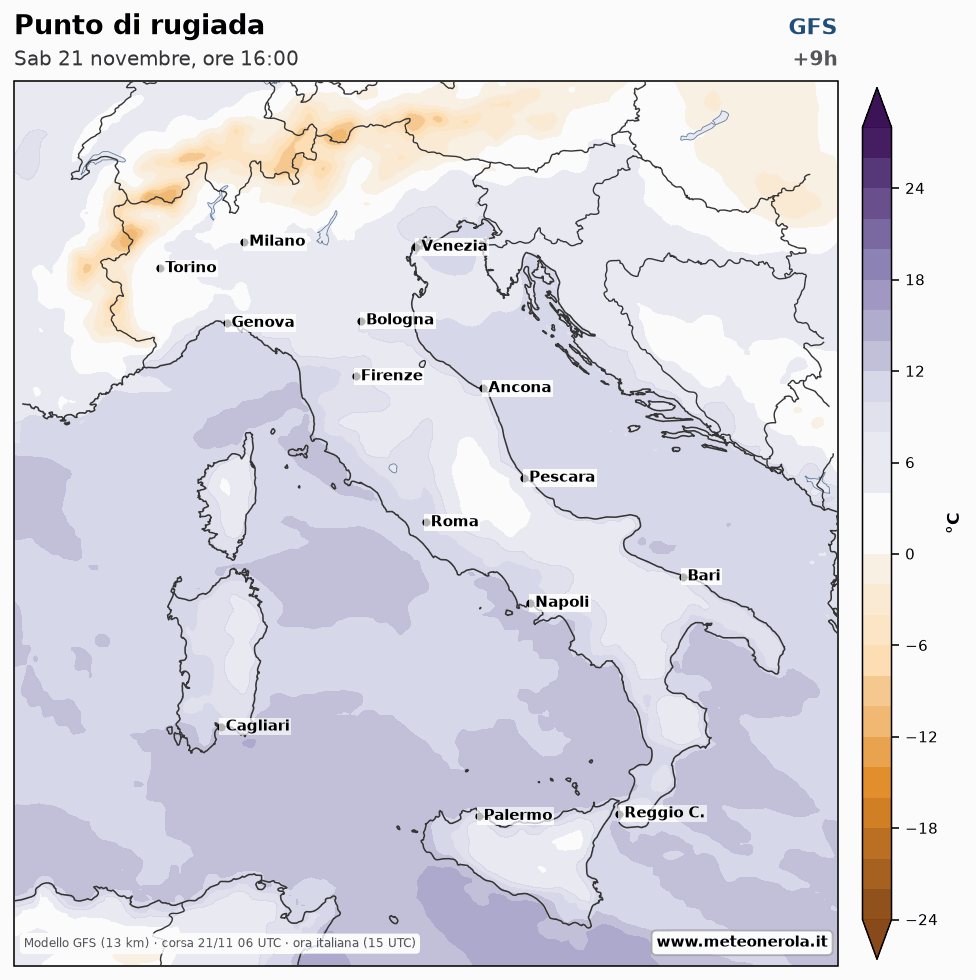 Punto di rugiada
GFS
Sab 21 novembre, ore 16:00
+9h
Milano
Venezia
Torino
Genova
Bologna
Firenze
Ancona
Pescara
Roma
Bari
Napoli
Cagliari
Palermo
Reggio C.
24
18
12
6
0
−6
−12
−18
−24
°C
Modello GFS (13 km) · corsa 21/11 06 UTC · ora italiana (15 UTC)
www.meteonerola.it